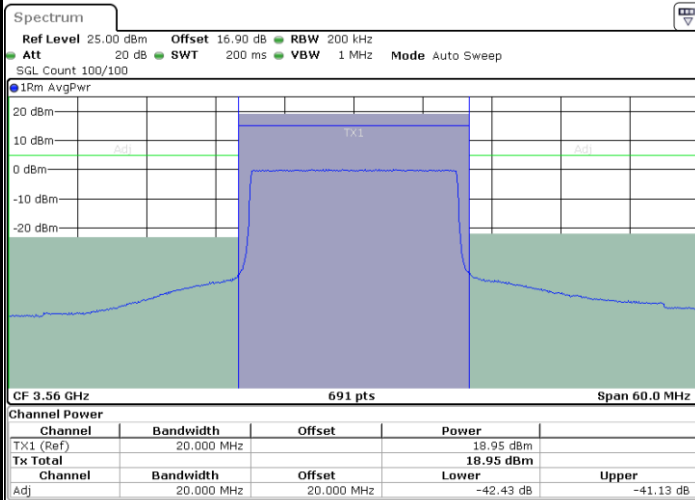 Spectrum
Ref Level 25.00 dBm Offset 16.90 dB RBW 200 kHz
Att 20 dB SWT 200 ms VBW 1 MHz Mode Auto Sweep
SGL Count 100/100
1Rm AvgPwr
20 dBm
TX1
10 dBm
Adj Adj
0 dBm
-10 dBm
-20 dBm
CF 3.56 GHz 691 pts Span 60.0 MHz
Channel Power
Channel Bandwidth Offset Power
TX1 (Ref) 20.000 MHz 18.95 dBm
Tx Total 18.95 dBm
Channel Bandwidth Offset Lower Upper
Adj 20.000 MHz 20.000 MHz -42.43 dB -41.13 dB